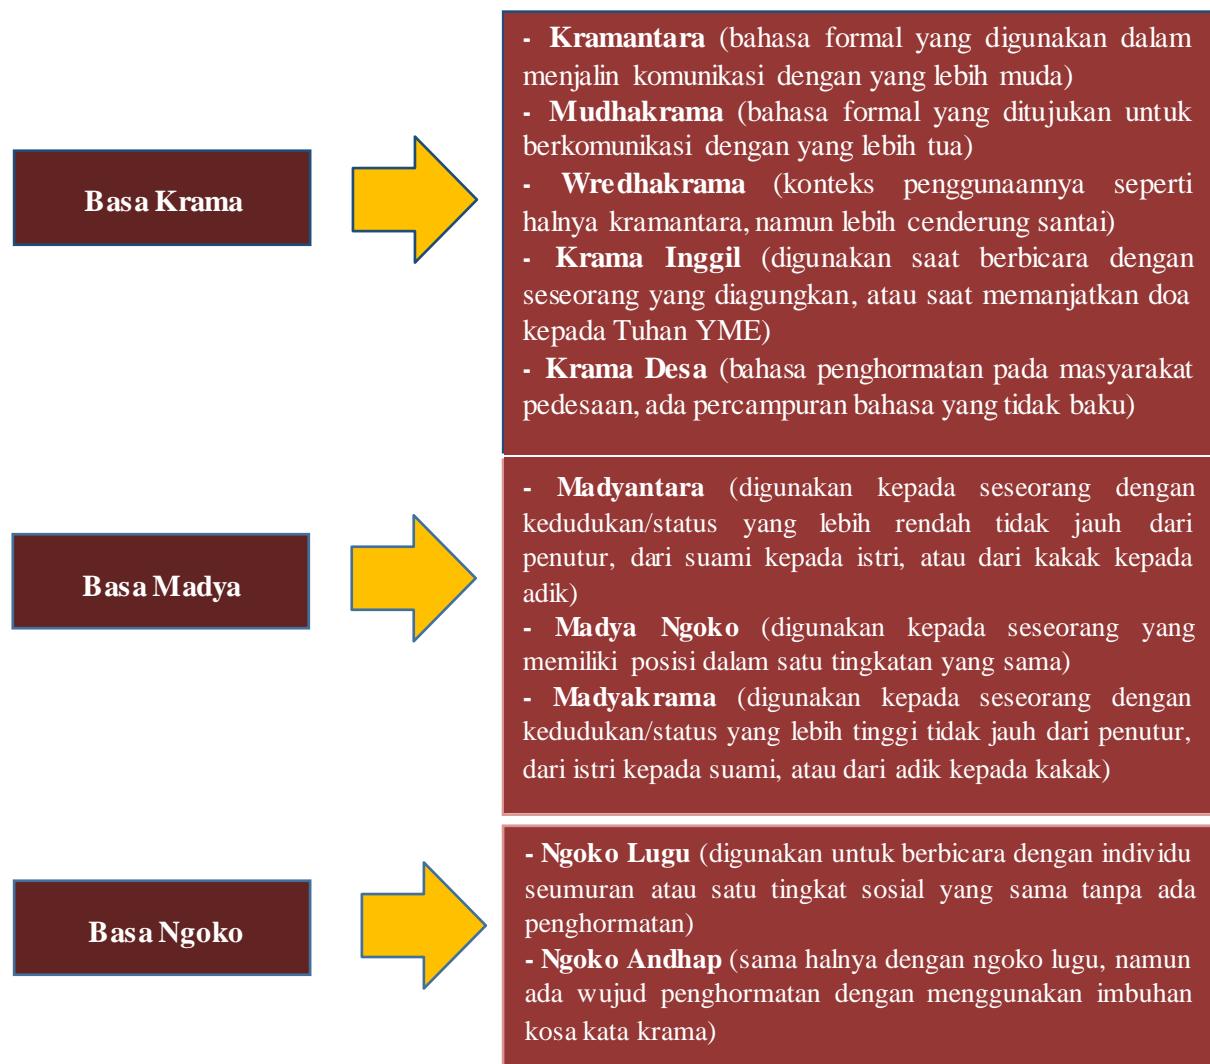 Basa Krama
- Kramantara (bahasa formal yang digunakan dalam
menjalin komunikasi dengan yang lebih muda)
- Mudhakrama (bahasa formal yang ditujukan untuk
berkomunikasi dengan yang lebih tua)
- Wredhakrama (konteks penggunaannya seperti
halnya kramantara, namun lebih cenderung santai)
- Krama Inggil (digunakan saat berbicara dengan
seseorang yang diagungkan, atau saat memanjatkan doa
kepada Tuhan YME)
- Krama Desa (bahasa penghormatan pada masyarakat
pedesaan, ada percampuran bahasa yang tidak baku)
Basa Madya
- Madyantara (digunakan kepada seseorang dengan
kedudukan/status yang lebih rendah tidak jauh dari
penutur, dari suami kepada istri, atau dari kakak kepada
adik)
- Madya Ngoko (digunakan kepada seseorang yang
memiliki posisi dalam satu tingkatan yang sama)
- Madyakrama (digunakan kepada seseorang dengan
kedudukan/status yang lebih tinggi tidak jauh dari penutur,
dari istri kepada suami, atau dari adik kepada kakak)
Basa Ngoko
- Ngoko Lugu (digunakan untuk berbicara dengan individu
seumuran atau satu tingkat sosial yang sama tanpa ada
penghormatan)
- Ngoko Andhap (sama halnya dengan ngoko lugu, namun
ada wujud penghormatan dengan menggunakan imbuhan
kosa kata krama)